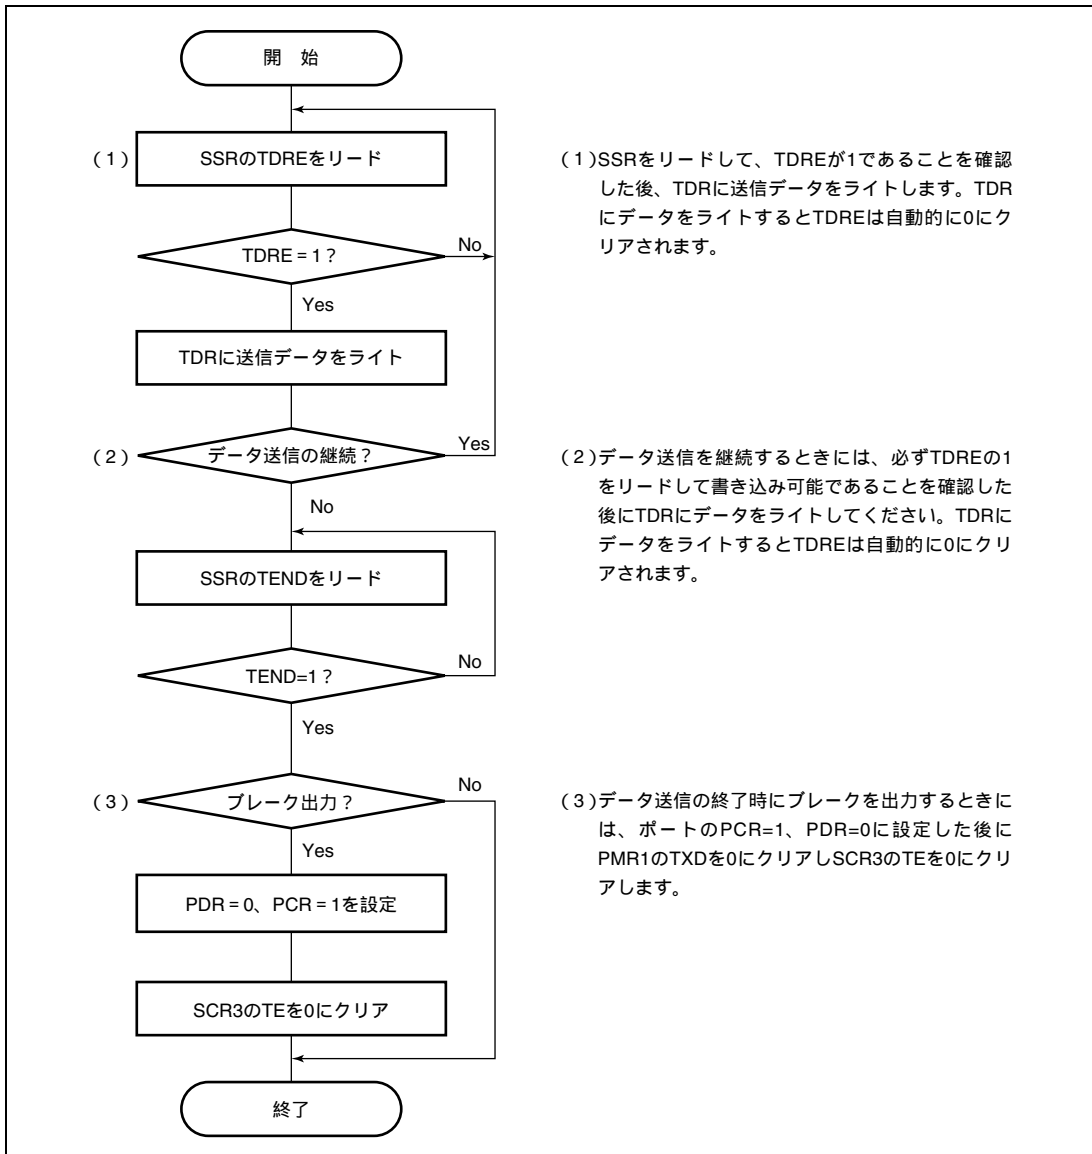 開　始
(1)
SSRのTDREをリード
(1)SSRをリードして、TDREが1であることを確認
した後、TDRに送信データをライトします。TDR
にデータをライトするとTDREは自動的に0にク
リアされます。
TDRE = 1？
No
Yes
TDRに送信データをライト
(2)
データ送信の継続？
Yes
(2)データ送信を継続するときには、必ずTDREの1
をリードして書き込み可能であることを確認した
後にTDRにデータをライトしてください。TDRに
データをライトするとTDREは自動的に0にクリ
アされます。
No
SSRのTENDをリード
TEND=1？
No
Yes
(3)
ブレーク出力？
No
(3)データ送信の終了時にブレークを出力するときに
は、ポートのPCR=1、PDR=0に設定した後に
PMR1のTXDを0にクリアしSCR3のTEを0にクリ
アします。
Yes
PDR = 0、PCR = 1を設定
SCR3のTEを0にクリア
終了